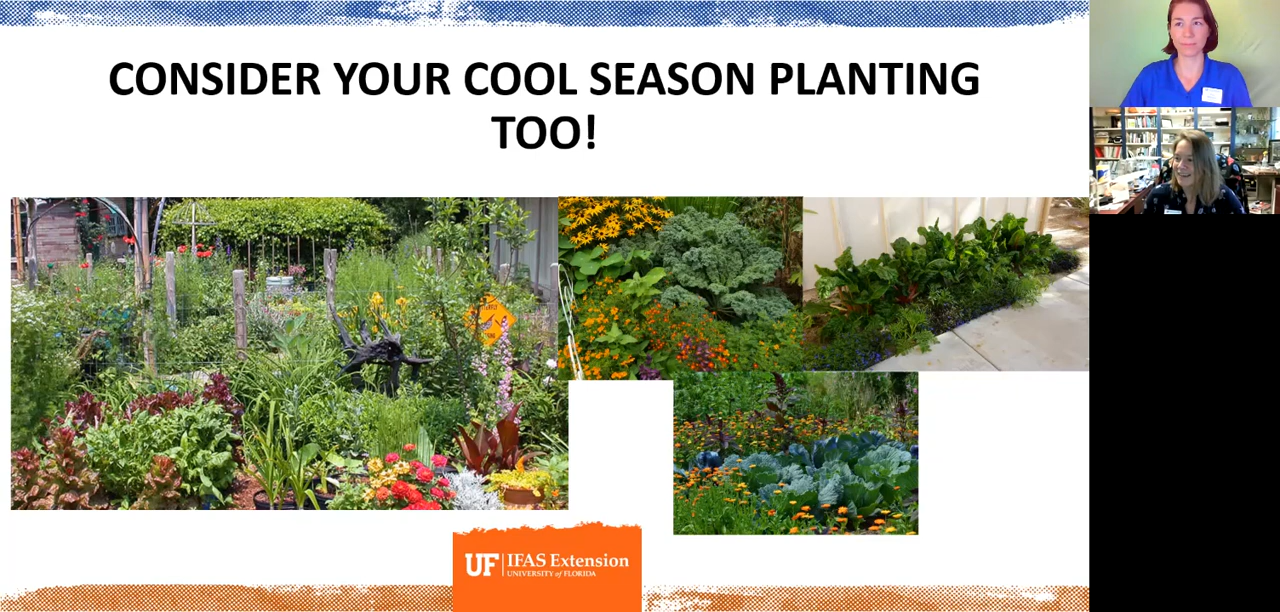 CONSIDER YOUR COOL SEASON PLANTING
TOO!
UF IFAS Extension
UNIVERSITY of FLORIDA